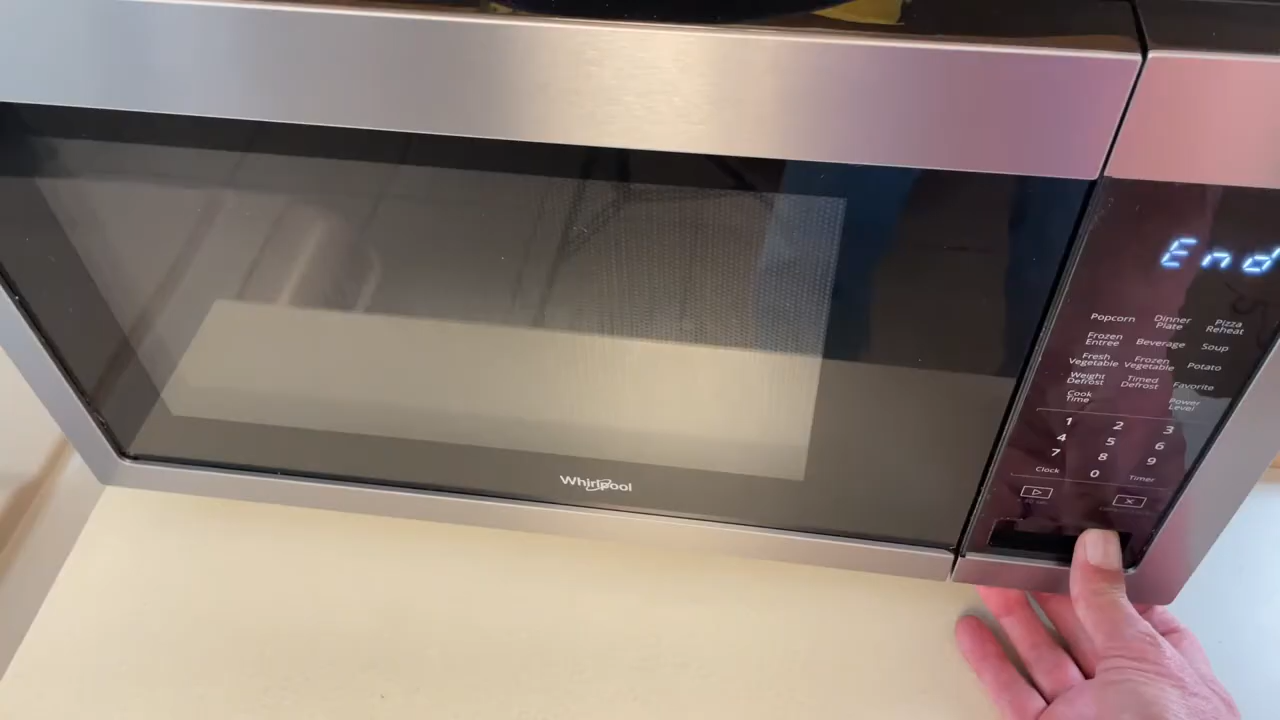 End
Popcorn Dinner Plate Pizza Reheat
Frozen Entree Beverage Soup
Fresh Vegetable Frozen Vegetable Potato
Weight Defrost Timed Defrost Favorite
Cook Time Power Level
1 2 3
4 5 6
7 8 9
Clock 0 Timer
Whirlpool